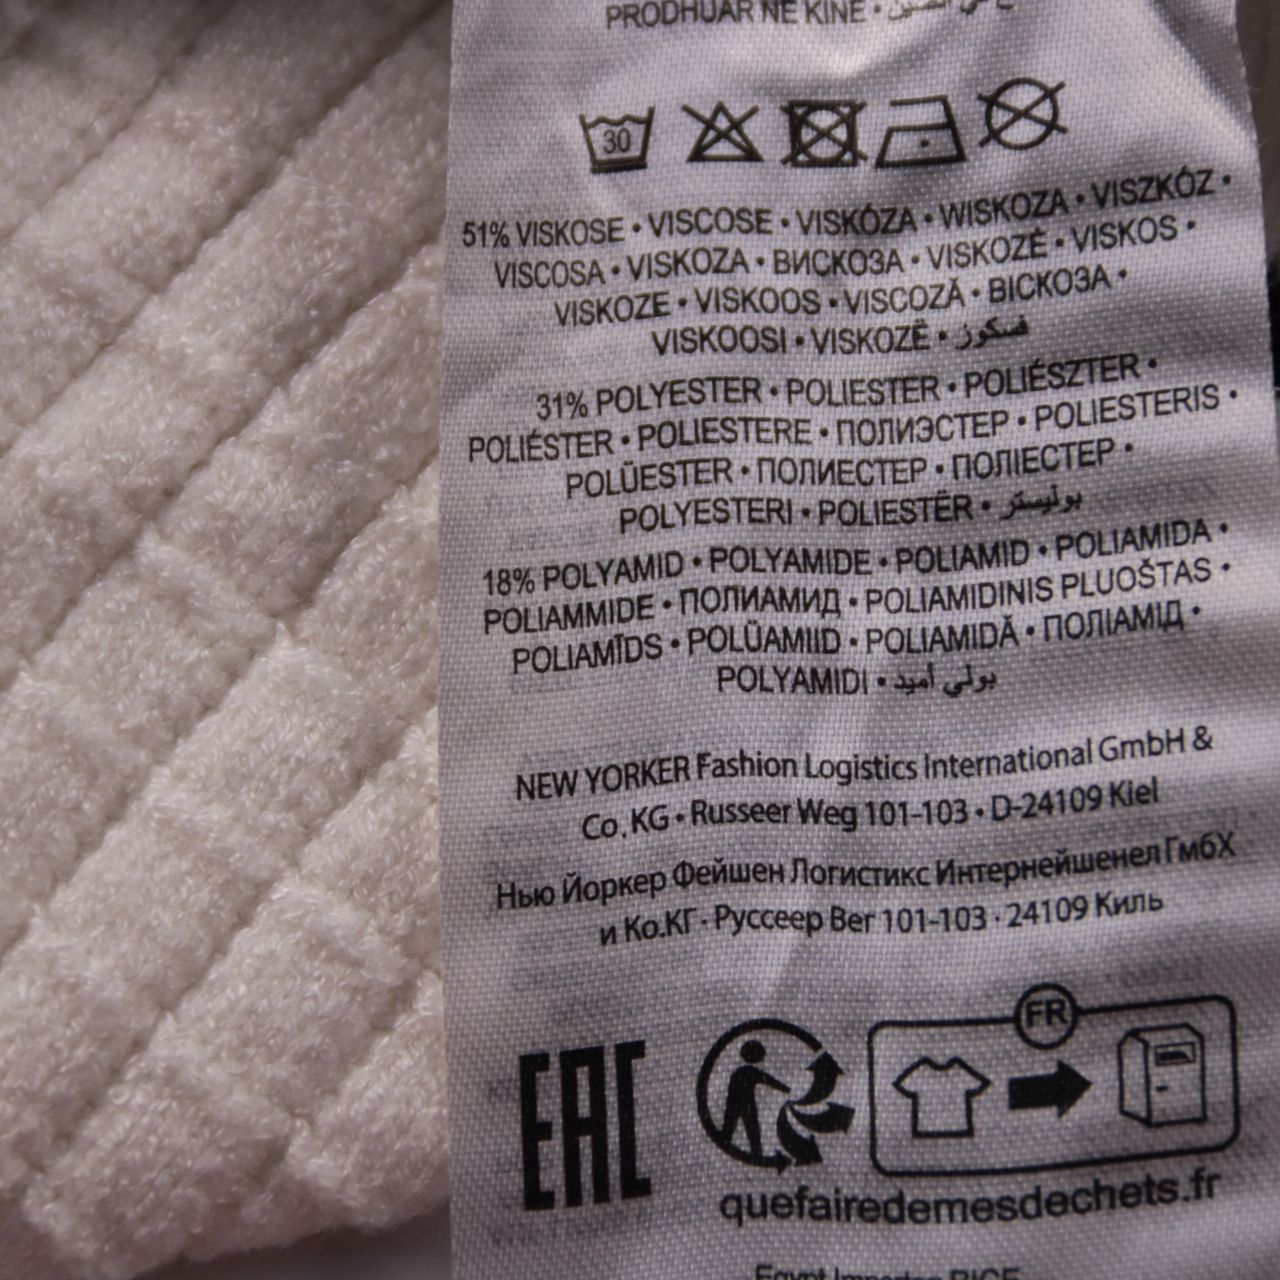 PRODHUAR NË KINË •
30
51% VISKOSE • VISCOSE • VISKÓZA • WISKOZA • VISZKÓZ •
VISCOSA • VISKOZA • ВИСКОЗА • VISKOZĖ • VISKOS •
VISKOZE • VISKOOS • VISCOZĂ • ВІСКОЗА •
VISKOOSI • VISKOZË • فسكوز
31% POLYESTER • POLIESTER • POLIÉSZTER •
POLIÉSTER • POLIESTERE • ПОЛИЭСТЕР • POLIESTERIS •
POLÜESTER • ПОЛИЕСТЕР • ПОЛІЕСТЕР •
POLYESTERI • POLIESTËR • بوليستر
18% POLYAMID • POLYAMIDE • POLIAMID • POLIAMIDA •
POLIAMMIDE • ПОЛИАМИД • POLIAMIDINIS PLUOŠTAS •
POLIAMĪDS • POLÜAMIID • POLIAMIDĂ • ПОЛІАМІД •
POLYAMIDI • بولي اميد
NEW YORKER Fashion Logistics International GmbH &
Co. KG • Russeer Weg 101-103 • D-24109 Kiel
Нью Йоркер Фейшен Логистикс Интернейшенел ГмбХ
и Ко.КГ · Руссеер Вег 101-103 · 24109 Киль
EAC
FR
quefairedemesdechets.fr